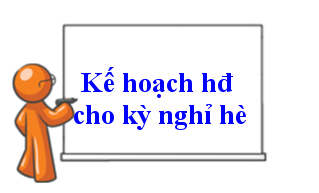 Kế hoạch hđ
cho kỳ nghỉ hè